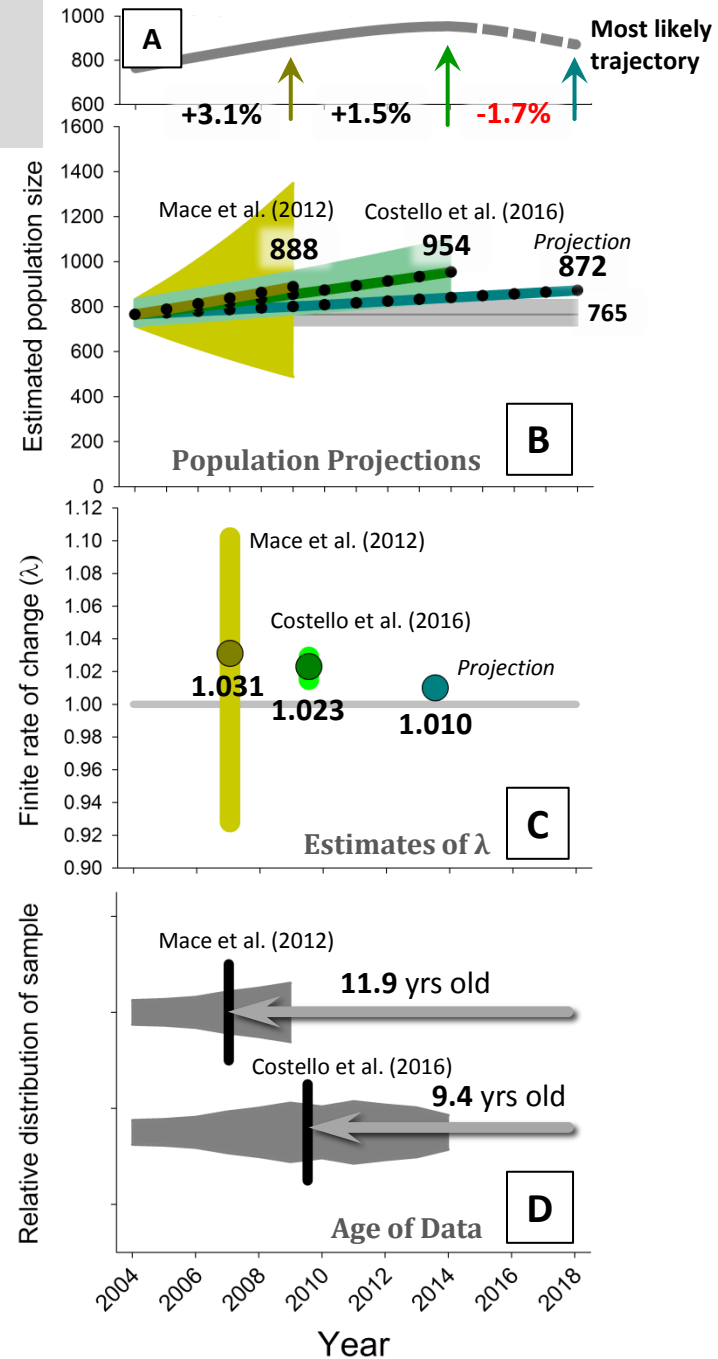 1000
800
600
A
Most likely
trajectory
+3.1%
+1.5%
-1.7%
Estimated population size
1600
1400
1200
1000
800
600
400
200
0
Mace et al. (2012)
888
Costello et al. (2016)
954
Projection
872
765
B
Population Projections
Finite rate of change (λ)
1.12
1.10
1.08
1.06
1.04
1.02
1.00
0.98
0.96
0.94
0.92
0.90
Mace et al. (2012)
Costello et al. (2016)
Projection
1.031
1.023
1.010
C
Estimates of λ
Relative distribution of sample
Mace et al. (2012)
11.9 yrs old
Costello et al. (2016)
9.4 yrs old
D
Age of Data
2004
2006
2008
2010
2012
2014
2016
2018
Year